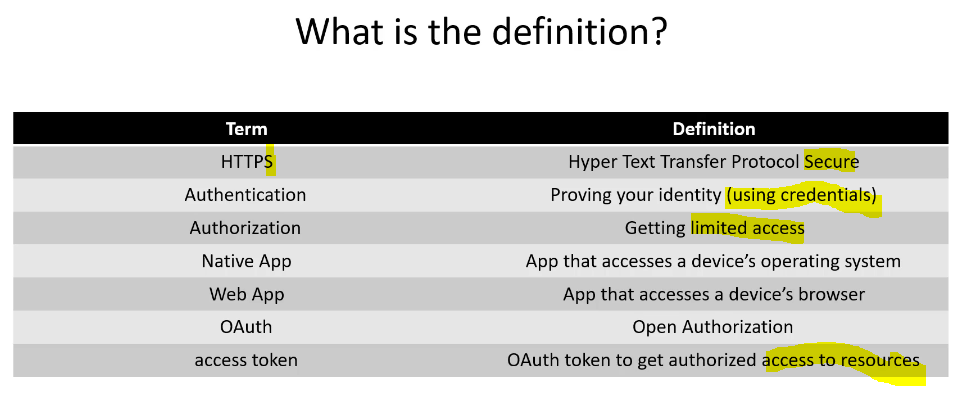 What is the definition?
Term Definition
HTTPS Hyper Text Transfer Protocol Secure
Authentication Proving your identity (using credentials)
Authorization Getting limited access
Native App App that accesses a device’s operating system
Web App App that accesses a device’s browser
OAuth Open Authorization
access token OAuth token to get authorized access to resources